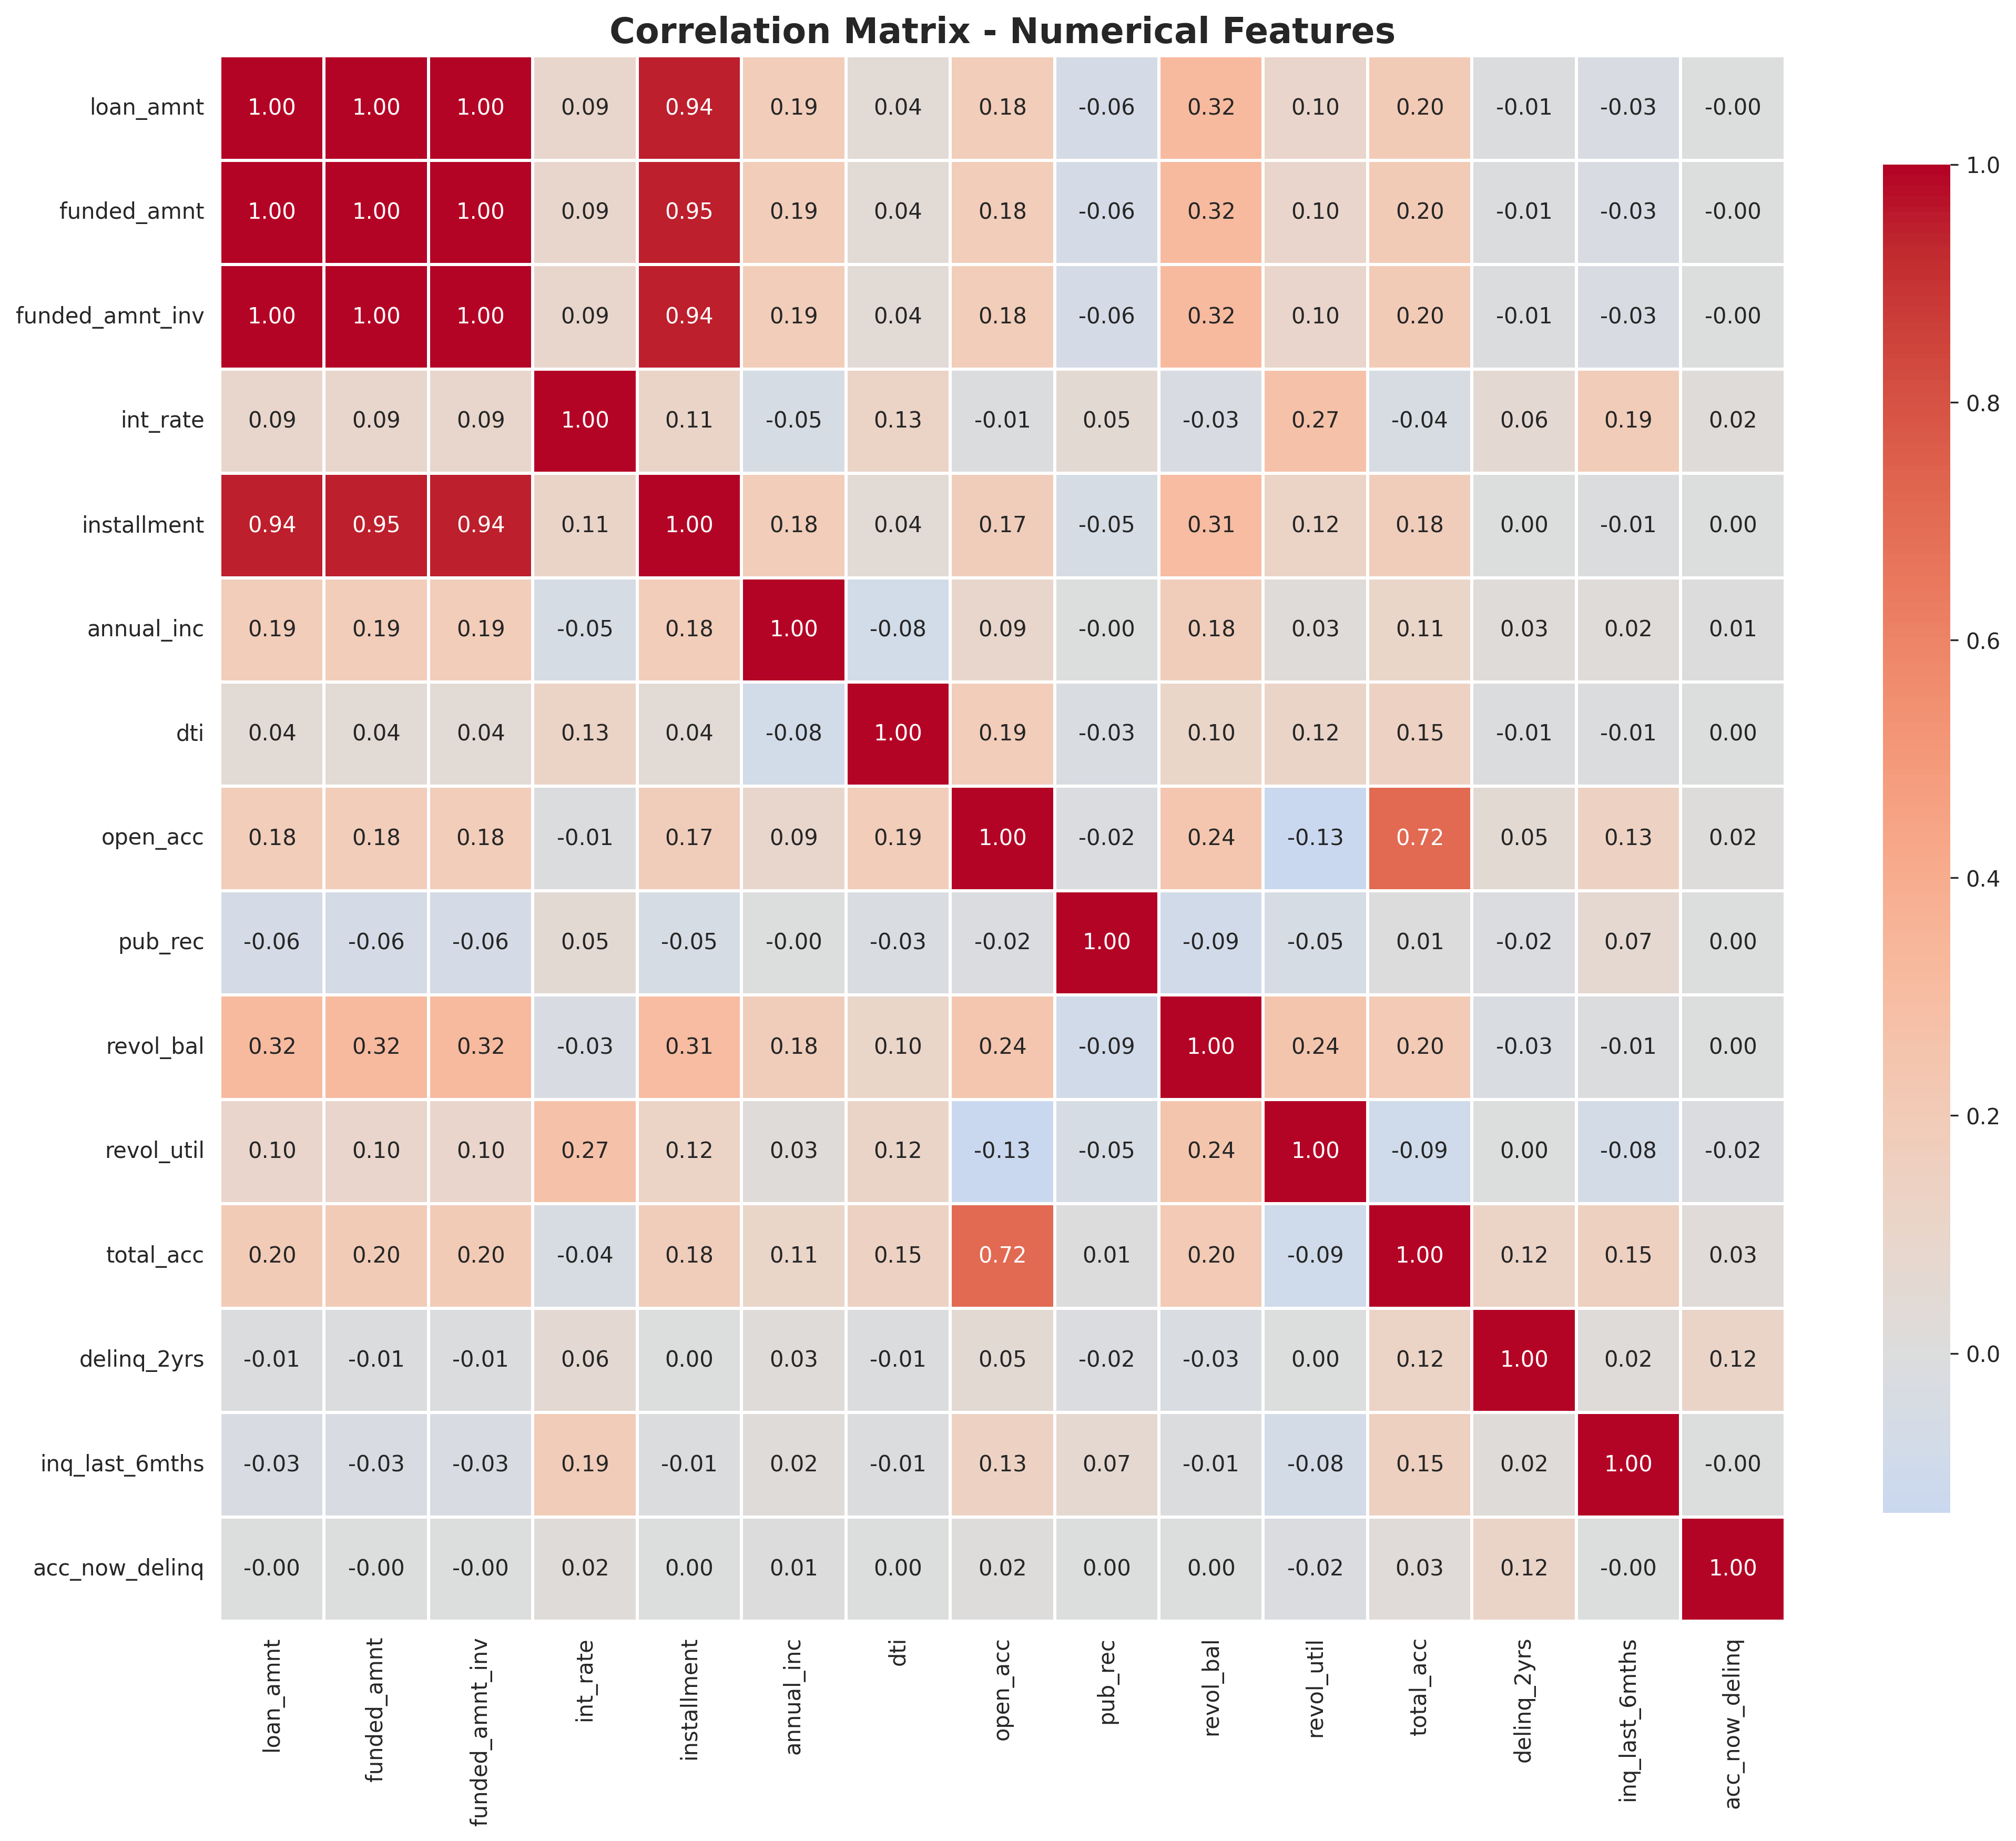 Correlation Matrix - Numerical Features
loan_amnt 1.00 1.00 1.00 0.09 0.94 0.19 0.04 0.18 -0.06 0.32 0.10 0.20 -0.01 -0.03 -0.00
1.0
funded_amnt 1.00 1.00 1.00 0.09 0.95 0.19 0.04 0.18 -0.06 0.32 0.10 0.20 -0.01 -0.03 -0.00
funded_amnt_inv 1.00 1.00 1.00 0.09 0.94 0.19 0.04 0.18 -0.06 0.32 0.10 0.20 -0.01 -0.03 -0.00
0.8
int_rate 0.09 0.09 0.09 1.00 0.11 -0.05 0.13 -0.01 0.05 -0.03 0.27 -0.04 0.06 0.19 0.02
installment 0.94 0.95 0.94 0.11 1.00 0.18 0.04 0.17 -0.05 0.31 0.12 0.18 0.00 -0.01 0.00
annual_inc 0.19 0.19 0.19 -0.05 0.18 1.00 -0.08 0.09 -0.00 0.18 0.03 0.11 0.03 0.02 0.01
0.6
dti 0.04 0.04 0.04 0.13 0.04 -0.08 1.00 0.19 -0.03 0.10 0.12 0.15 -0.01 -0.01 0.00
open_acc 0.18 0.18 0.18 -0.01 0.17 0.09 0.19 1.00 -0.02 0.24 -0.13 0.72 0.05 0.13 0.02
0.4
pub_rec -0.06 -0.06 -0.06 0.05 -0.05 -0.00 -0.03 -0.02 1.00 -0.09 -0.05 0.01 -0.02 0.07 0.00
revol_bal 0.32 0.32 0.32 -0.03 0.31 0.18 0.10 0.24 -0.09 1.00 0.24 0.20 -0.03 -0.01 0.00
0.2
revol_util 0.10 0.10 0.10 0.27 0.12 0.03 0.12 -0.13 -0.05 0.24 1.00 -0.09 0.00 -0.08 -0.02
total_acc 0.20 0.20 0.20 -0.04 0.18 0.11 0.15 0.72 0.01 0.20 -0.09 1.00 0.12 0.15 0.03
0.0
delinq_2yrs -0.01 -0.01 -0.01 0.06 0.00 0.03 -0.01 0.05 -0.02 -0.03 0.00 0.12 1.00 0.02 0.12
inq_last_6mths -0.03 -0.03 -0.03 0.19 -0.01 0.02 -0.01 0.13 0.07 -0.01 -0.08 0.15 0.02 1.00 -0.00
acc_now_delinq -0.00 -0.00 -0.00 0.02 0.00 0.01 0.00 0.02 0.00 0.00 -0.02 0.03 0.12 -0.00 1.00
loan_amnt
funded_amnt
funded_amnt_inv
int_rate
installment
annual_inc
dti
open_acc
pub_rec
revol_bal
revol_util
total_acc
delinq_2yrs
inq_last_6mths
acc_now_delinq